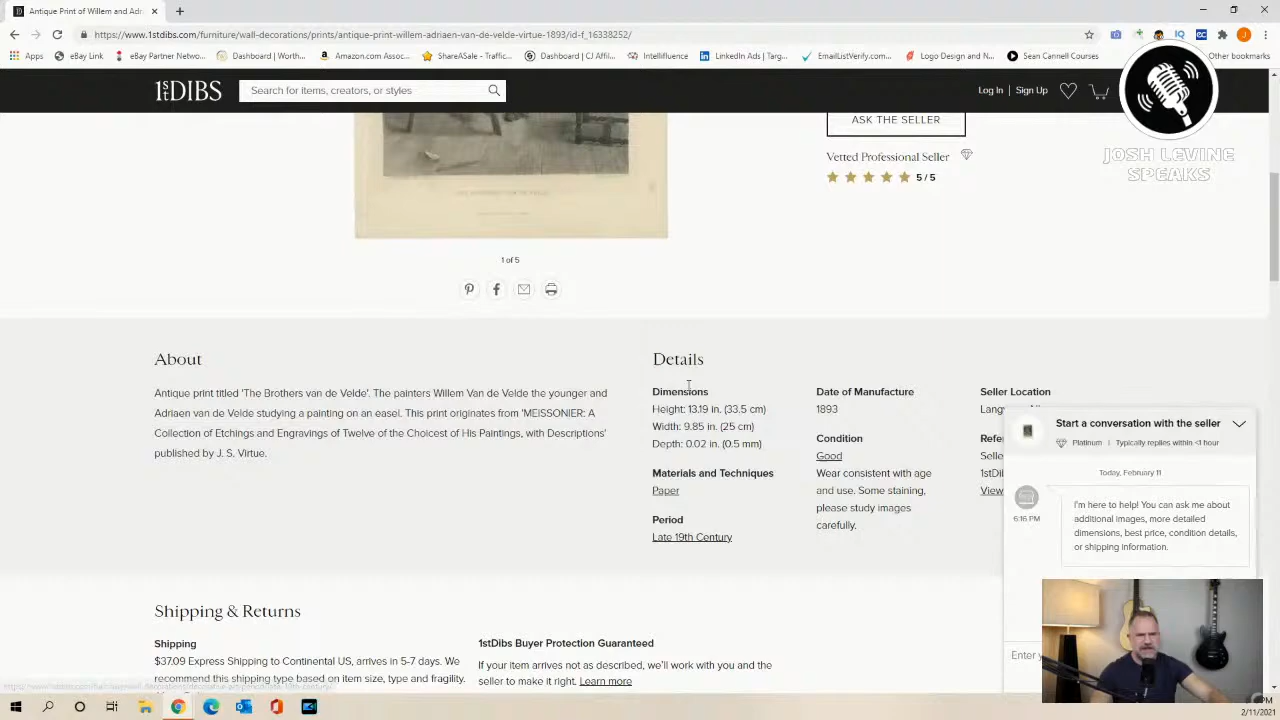 Antique Print of Willem and Adri
https://www.1stdibs.com/furniture/wall-decorations/prints/antique-print-willem-adriaen-van-de-velde-virtue-1893/id-f_16338252/
Apps
eBay Link
eBay Partner Netwo...
Dashboard | Worth...
Amazon.com Assoc...
ShareASale - Traffic...
Dashboard | CJ Affil...
Intellifluence
LinkedIn Ads | Targ...
EmailListVerify.com...
Logo Design and N...
Sean Cannell Courses
Other bookmarks
1STDIBS
Search for items, creators, or styles
Log In | Sign Up
JOSH LEVINE
SPEAKS
ASK THE SELLER
Vetted Professional Seller
5 / 5
1 of 5
About
Antique print titled 'The Brothers van de Velde'. The painters Willem Van de Velde the younger and
Adriaen van de Velde studying a painting on an easel. This print originates from 'MEISSONIER: A
Collection of Etchings and Engravings of Twelve of the Choicest of His Paintings, with Descriptions'
published by J. S. Virtue.
Details
Dimensions
Height: 13.19 in. (33.5 cm)
Width: 9.85 in. (25 cm)
Depth: 0.02 in. (0.5 mm)
Materials and Techniques
Paper
Period
Late 19th Century
Date of Manufacture
1893
Condition
Good
Wear consistent with age
and use. Some staining,
please study images
carefully.
Seller Location
Refer
Selle
1stDi
View
Start a conversation with the seller
Platinum | Typically replies within <1 hour
Today, February 11
I'm here to help! You can ask me about
additional images, more detailed
dimensions, best price, condition details,
or shipping information.
6:16 PM
Enter y
Shipping & Returns
Shipping
$37.09 Express Shipping to Continental US, arrives in 5-7 days. We
recommend this shipping type based on item size, type and fragility.
1stDibs Buyer Protection Guaranteed
If your item arrives not as described, we'll work with you and the
seller to make it right. Learn more
PM
2/11/2021